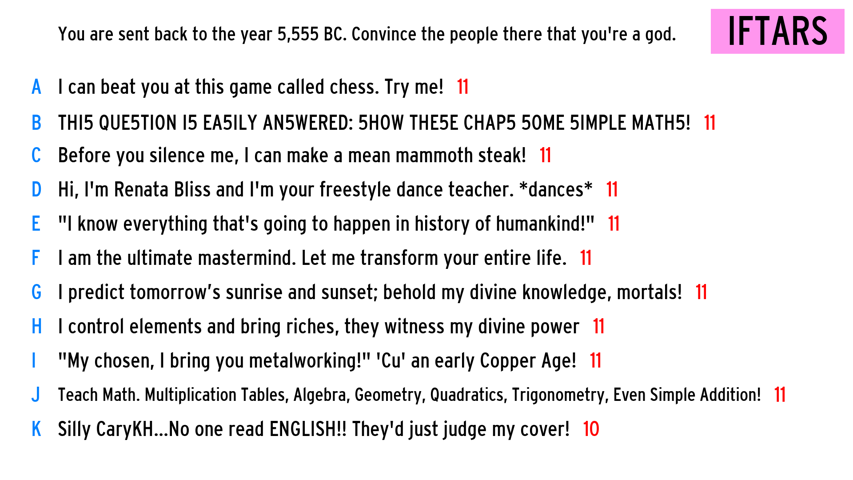 You are sent back to the year 5,555 BC. Convince the people there that you're a god.
IFTARS
A I can beat you at this game called chess. Try me! 11
B THI5 QUE5TION I5 EA5ILY AN5WERED: 5HOW THE5E CHAP5 5OME 5IMPLE MATH5! 11
C Before you silence me, I can make a mean mammoth steak! 11
D Hi, I'm Renata Bliss and I'm your freestyle dance teacher. *dances* 11
E "I know everything that's going to happen in history of humankind!" 11
F I am the ultimate mastermind. Let me transform your entire life. 11
G I predict tomorrow’s sunrise and sunset; behold my divine knowledge, mortals! 11
H I control elements and bring riches, they witness my divine power 11
I "My chosen, I bring you metalworking!" 'Cu' an early Copper Age! 11
J Teach Math. Multiplication Tables, Algebra, Geometry, Quadratics, Trigonometry, Even Simple Addition! 11
K Silly CaryKH...No one read ENGLISH!! They'd just judge my cover! 10